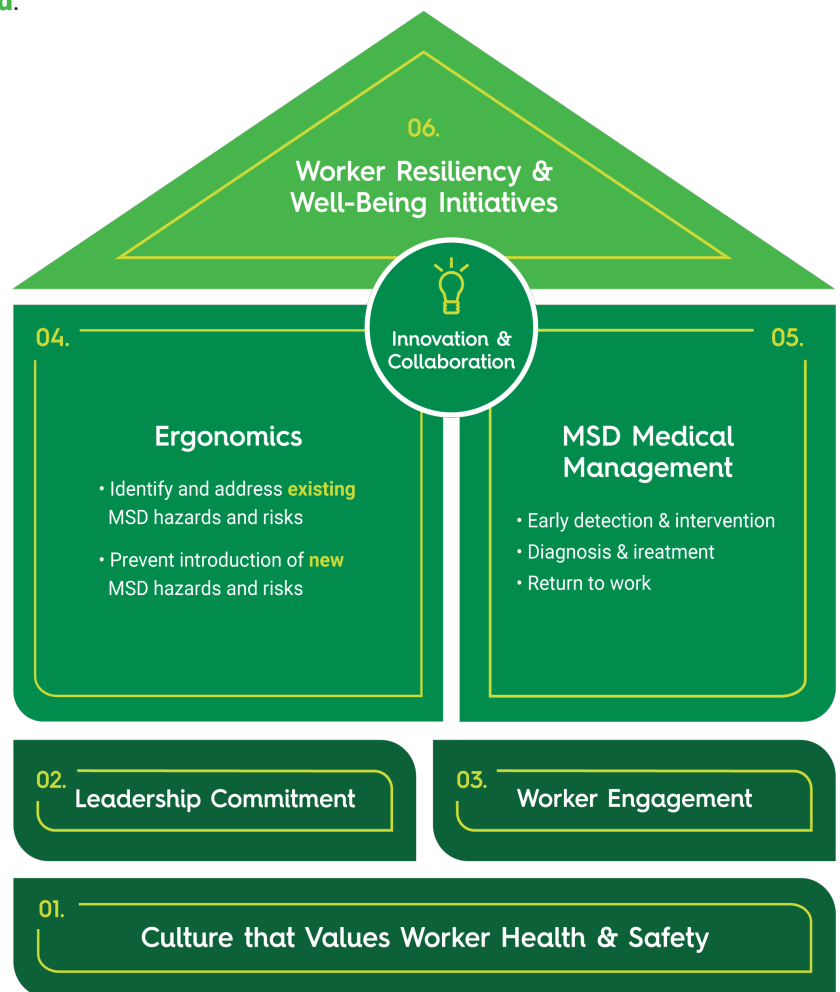 d.
06.
Worker Resiliency &
Well-Being Initiatives
Innovation &
Collaboration
04.
Ergonomics
• Identify and address existing
MSD hazards and risks
• Prevent introduction of new
MSD hazards and risks
05.
MSD Medical
Management
• Early detection & intervention
• Diagnosis & ireatment
• Return to work
02.
Leadership Commitment
03.
Worker Engagement
01.
Culture that Values Worker Health & Safety